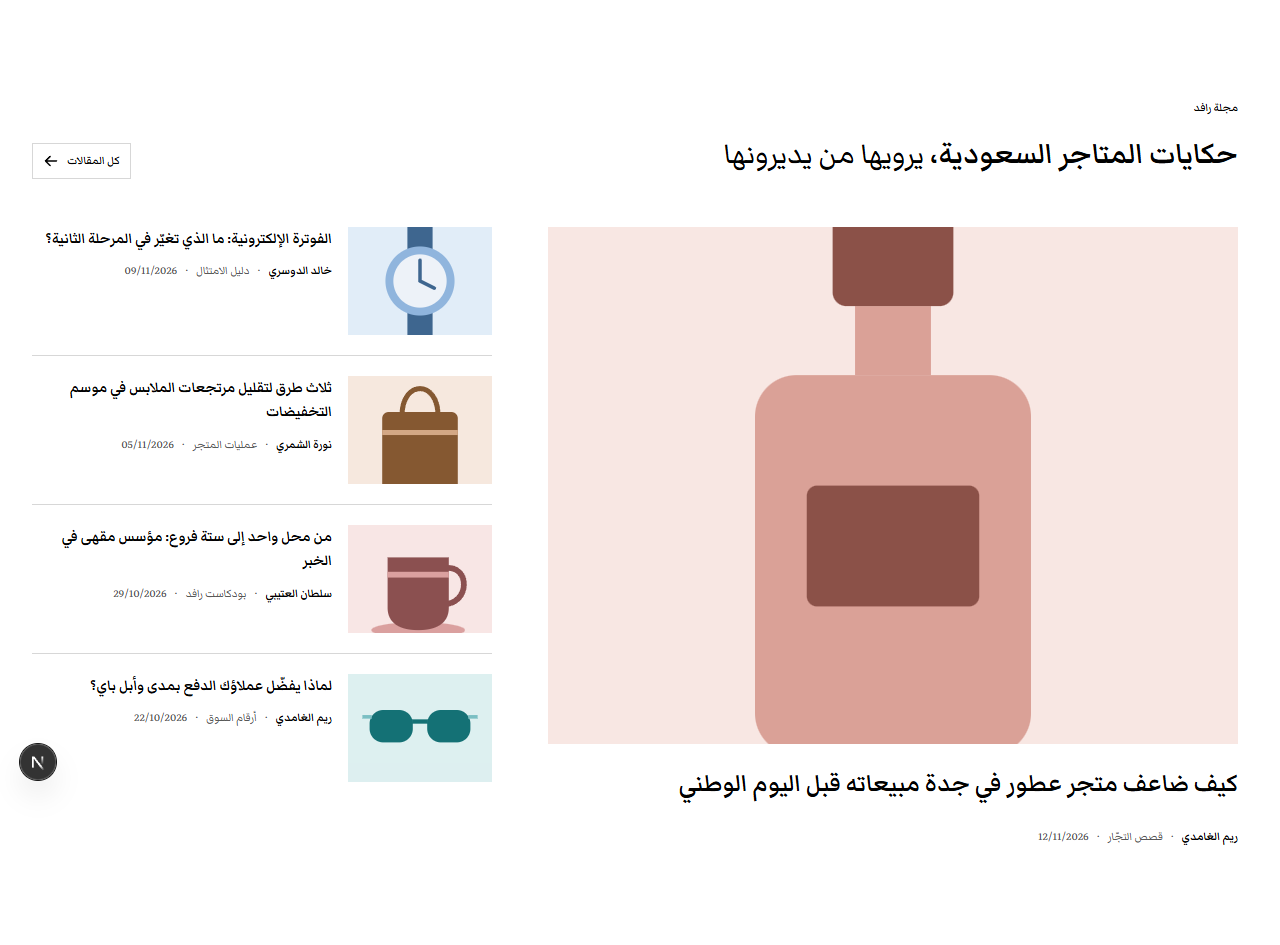 مجلة رافد
حكايات المتاجر السعودية، يرويها من يديرونها
كل المقالات
كيف ضاعف متجر عطور في جدة مبيعاته قبل اليوم الوطني
ريم الغامدي · قصص التجّار · 12/11/2026
الفوترة الإلكترونية: ما الذي تغيّر في المرحلة الثانية؟
خالد الدوسري · دليل الامتثال · 09/11/2026
ثلاث طرق لتقليل مرتجعات الملابس في موسم
التخفيضات
نورة الشمري · عمليات المتجر · 05/11/2026
من محل واحد إلى ستة فروع: مؤسس مقهى في
الخبر
سلطان العتيبي · بودكاست رافد · 29/10/2026
لماذا يفضّل عملاؤك الدفع بمدى وأبل باي؟
ريم الغامدي · أرقام السوق · 22/10/2026
N